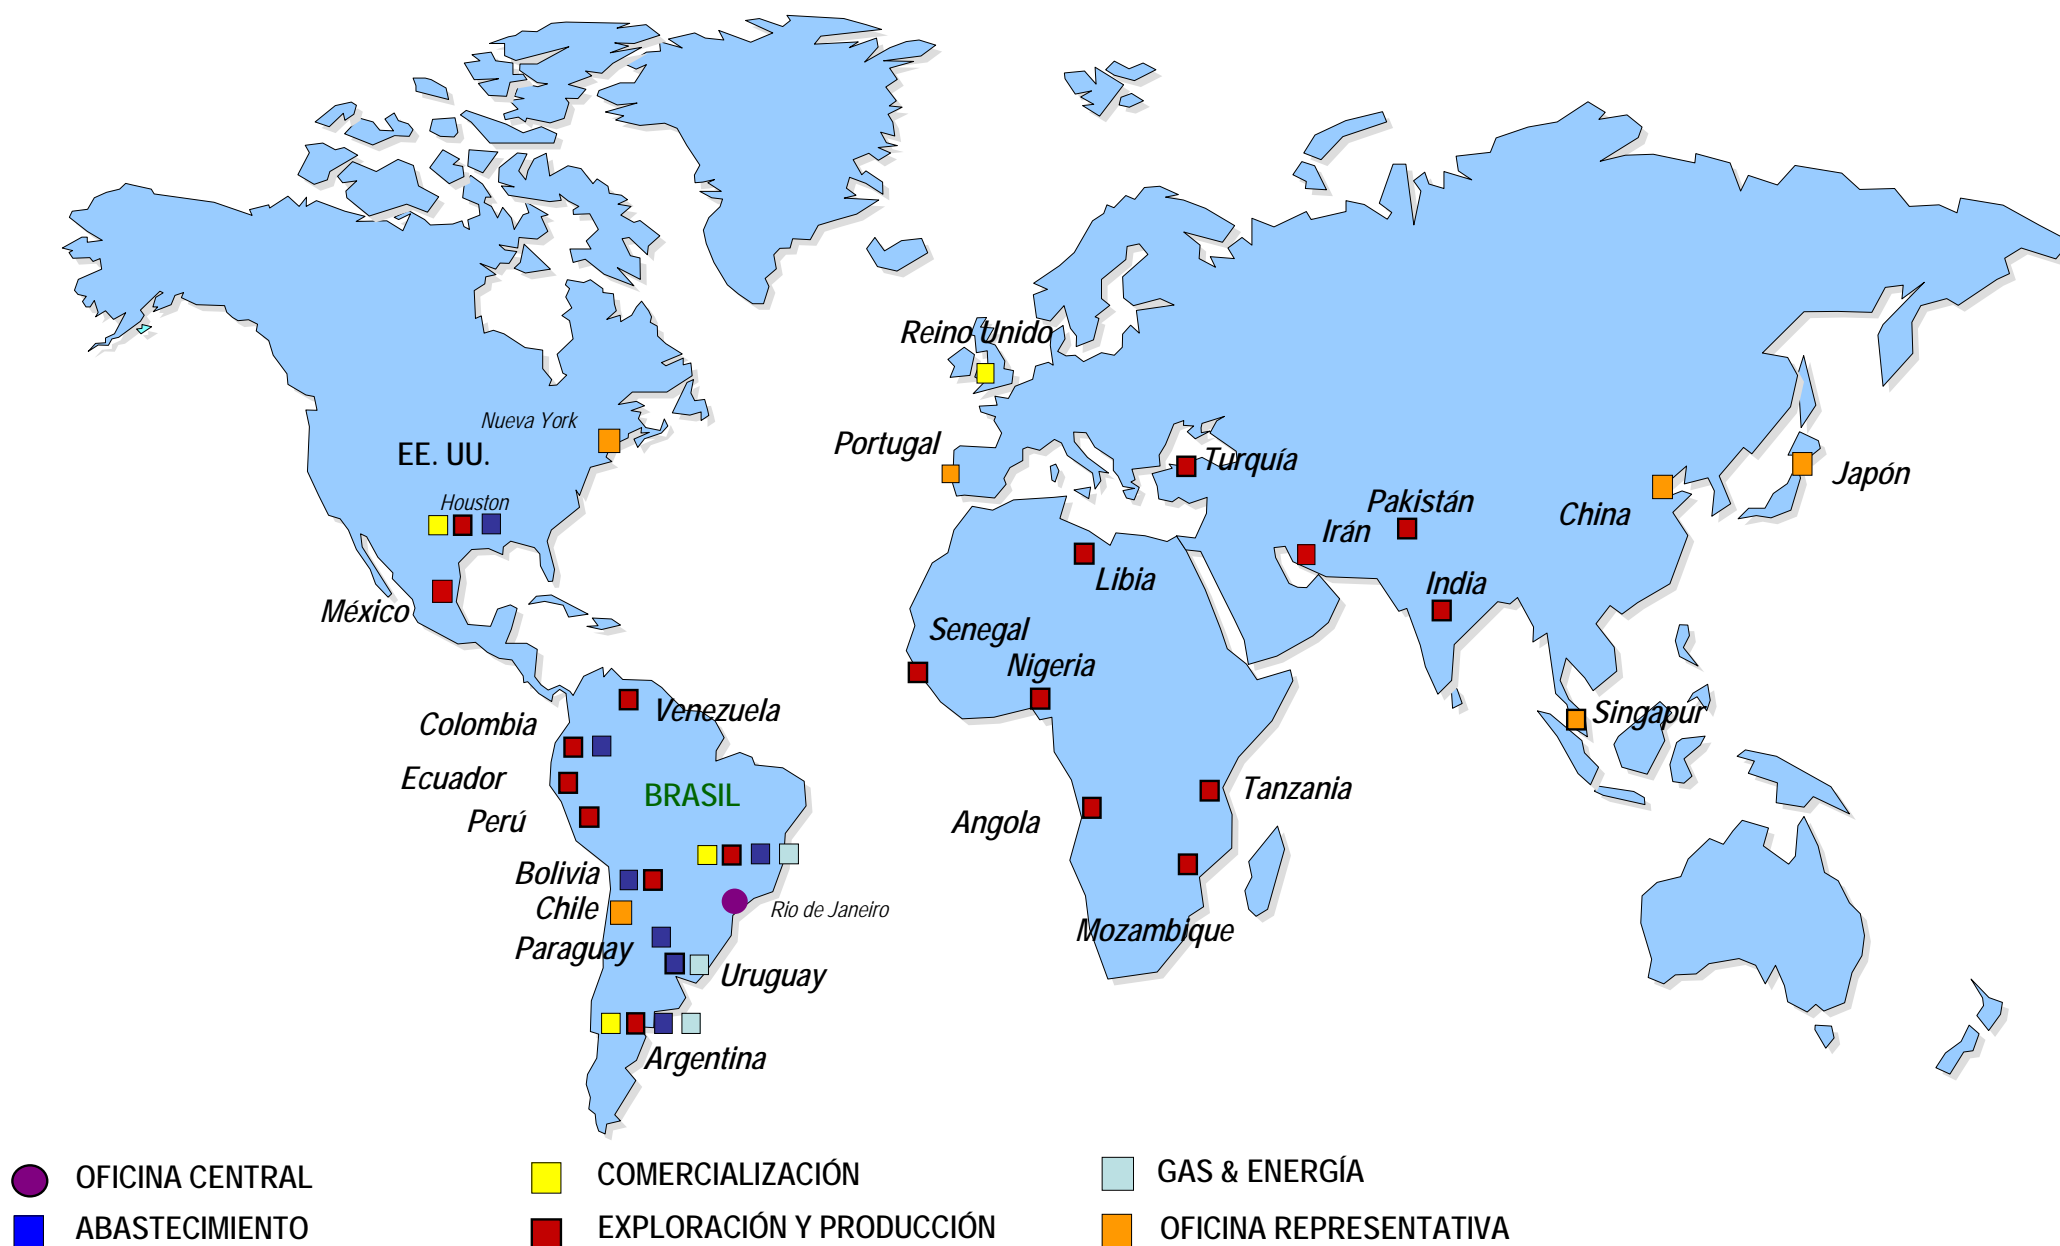 Reino Unido
Nueva York
EE. UU.
Portugal
Turquía
Japón
Houston
Pakistán
China
Irán
México
Libia
India
Senegal
Nigeria
Venezuela
Colombia
Singapur
Ecuador
BRASIL
Tanzania
Perú
Angola
Bolivia
Chile
Rio de Janeiro
Paraguay
Mozambique
Uruguay
Argentina
OFICINA CENTRAL
COMERCIALIZACIÓN
GAS & ENERGÍA
ABASTECIMIENTO
EXPLORACIÓN Y PRODUCCIÓN
OFICINA REPRESENTATIVA